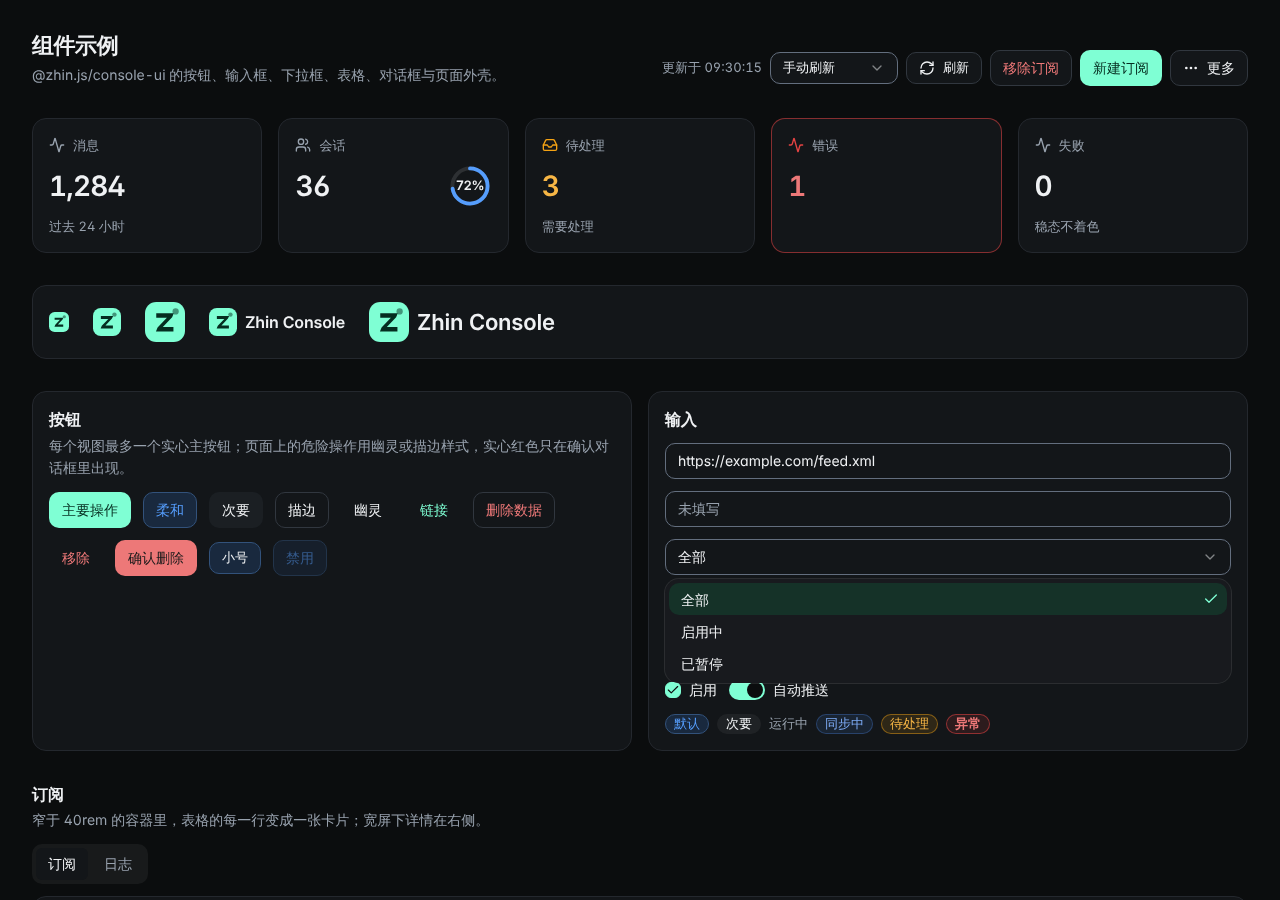 组件示例
@zhin.js/console-ui 的按钮、输入框、下拉框、表格、对话框与页面外壳。
更新于 09:30:15
手动刷新
刷新
移除订阅
新建订阅
更多
消息
1,284
过去 24 小时
会话
36
72%
待处理
3
需要处理
错误
1
失败
0
稳态不着色
Zhin Console
Zhin Console
按钮
每个视图最多一个实心主按钮；页面上的危险操作用幽灵或描边样式，实心红色只在确认对
话框里出现。
主要操作 柔和 次要 描边 幽灵 链接 删除数据
移除 确认删除 小号 禁用
输入
https://example.com/feed.xml
未填写
全部
全部
启用中
已暂停
启用 自动推送
默认 次要 运行中 同步中 待处理 异常
订阅
窄于 40rem 的容器里，表格的每一行变成一张卡片；宽屏下详情在右侧。
订阅 日志